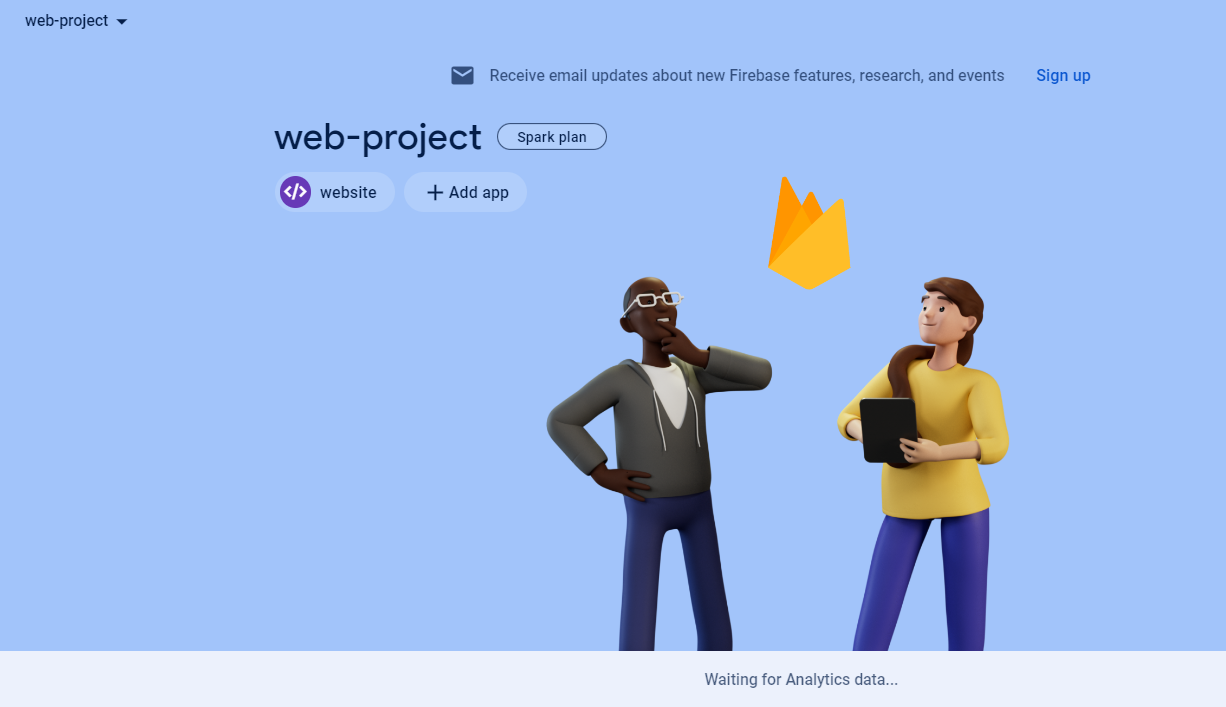 web-project
Receive email updates about new Firebase features, research, and events Sign up
web-project Spark plan
</> website + Add app
Waiting for Analytics data...